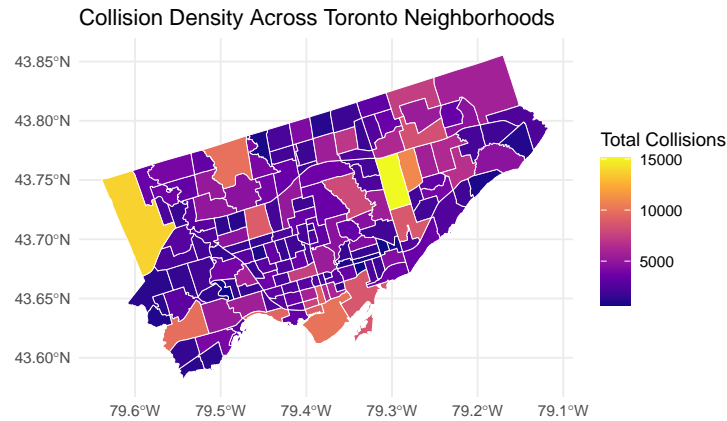 Collision Density Across Toronto Neighborhoods
43.85°N
43.80°N
43.75°N
43.70°N
43.65°N
43.60°N
79.6°W 79.5°W 79.4°W 79.3°W 79.2°W 79.1°W
Total Collisions
15000
10000
5000